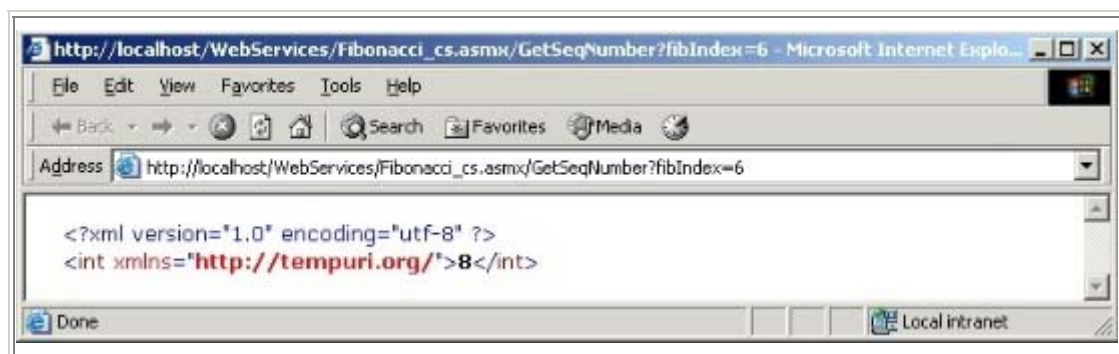 http://localhost/WebServices/Fibonacci_cs.asmx/GetSeqNumber?fibIndex=6 - Microsoft Internet Explo...
File Edit View Favorites Tools Help
Back Search Favorites Media
Address http://localhost/WebServices/Fibonacci_cs.asmx/GetSeqNumber?fibIndex=6
<?xml version="1.0" encoding="utf-8" ?>
<int xmlns="http://tempuri.org/">8</int>
Done Local intranet